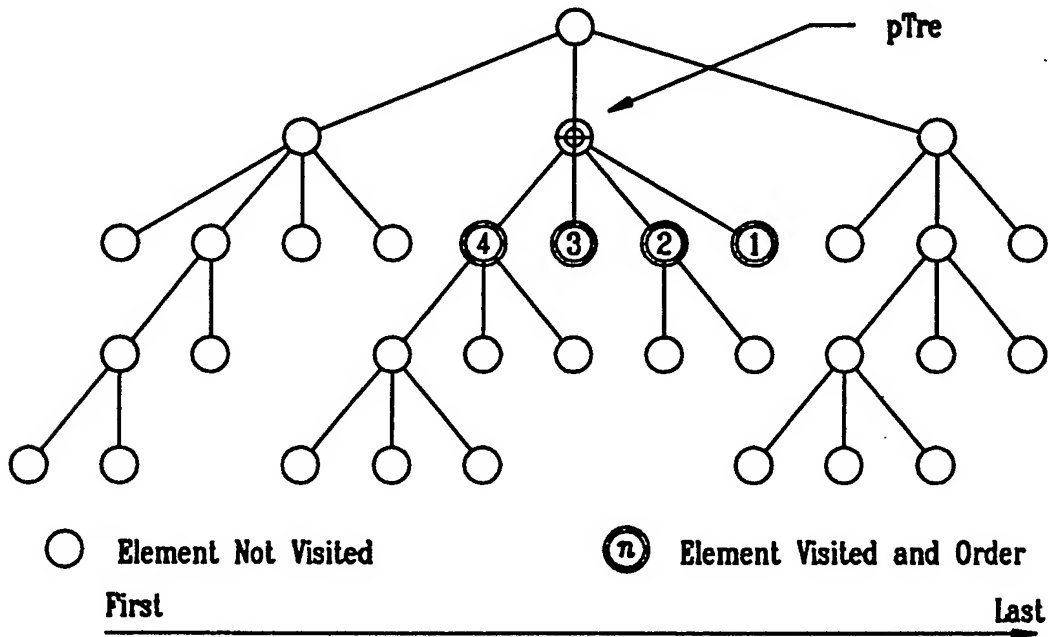 pTre
4 3 2 1
Element Not Visited
n Element Visited and Order
First
Last